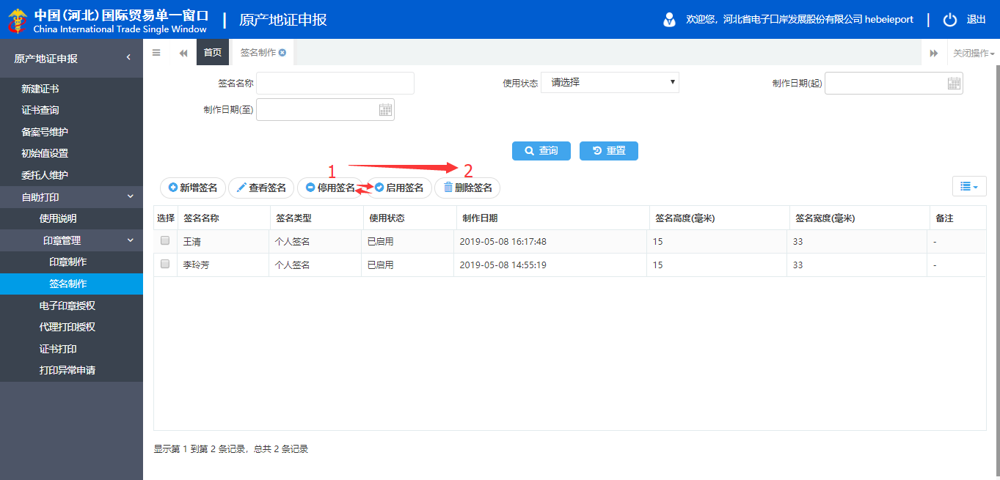 中国(河北)国际贸易单一窗口
China International Trade Single Window
原产地证申报
欢迎您, 河北省电子口岸发展股份有限公司 hebeieport
退出
原产地证申报
新建证书
证书查询
备案号维护
初始值设置
委托人维护
自助打印
使用说明
印章管理
印章制作
签名制作
电子印章授权
代理打印授权
证书打印
打印异常申请
首页 签名制作 关闭操作
签名名称 使用状态 请选择 制作日期(起)
制作日期(至)
查询 重置
1 2
新增签名 查看签名 停用签名 启用签名 删除签名
选择 签名名称 签名类型 使用状态 制作日期 签名高度(毫米) 签名宽度(毫米) 备注
王清 个人签名 已启用 2019-05-08 16:17:48 15 33 -
李玲芳 个人签名 已启用 2019-05-08 14:55:19 15 33 -
显示第 1 到第 2 条记录，总共 2 条记录